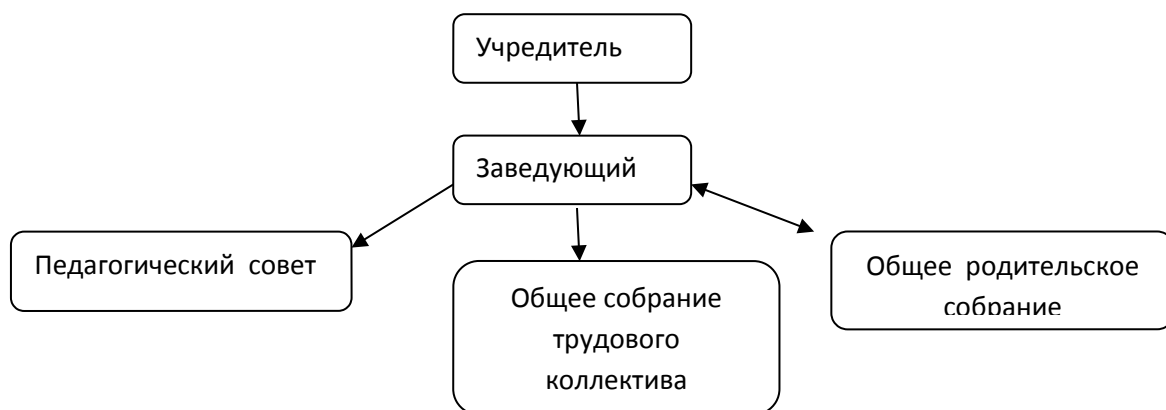 Учредитель
Заведующий
Педагогический совет
Общее собрание
трудового
коллектива
Общее родительское
собрание